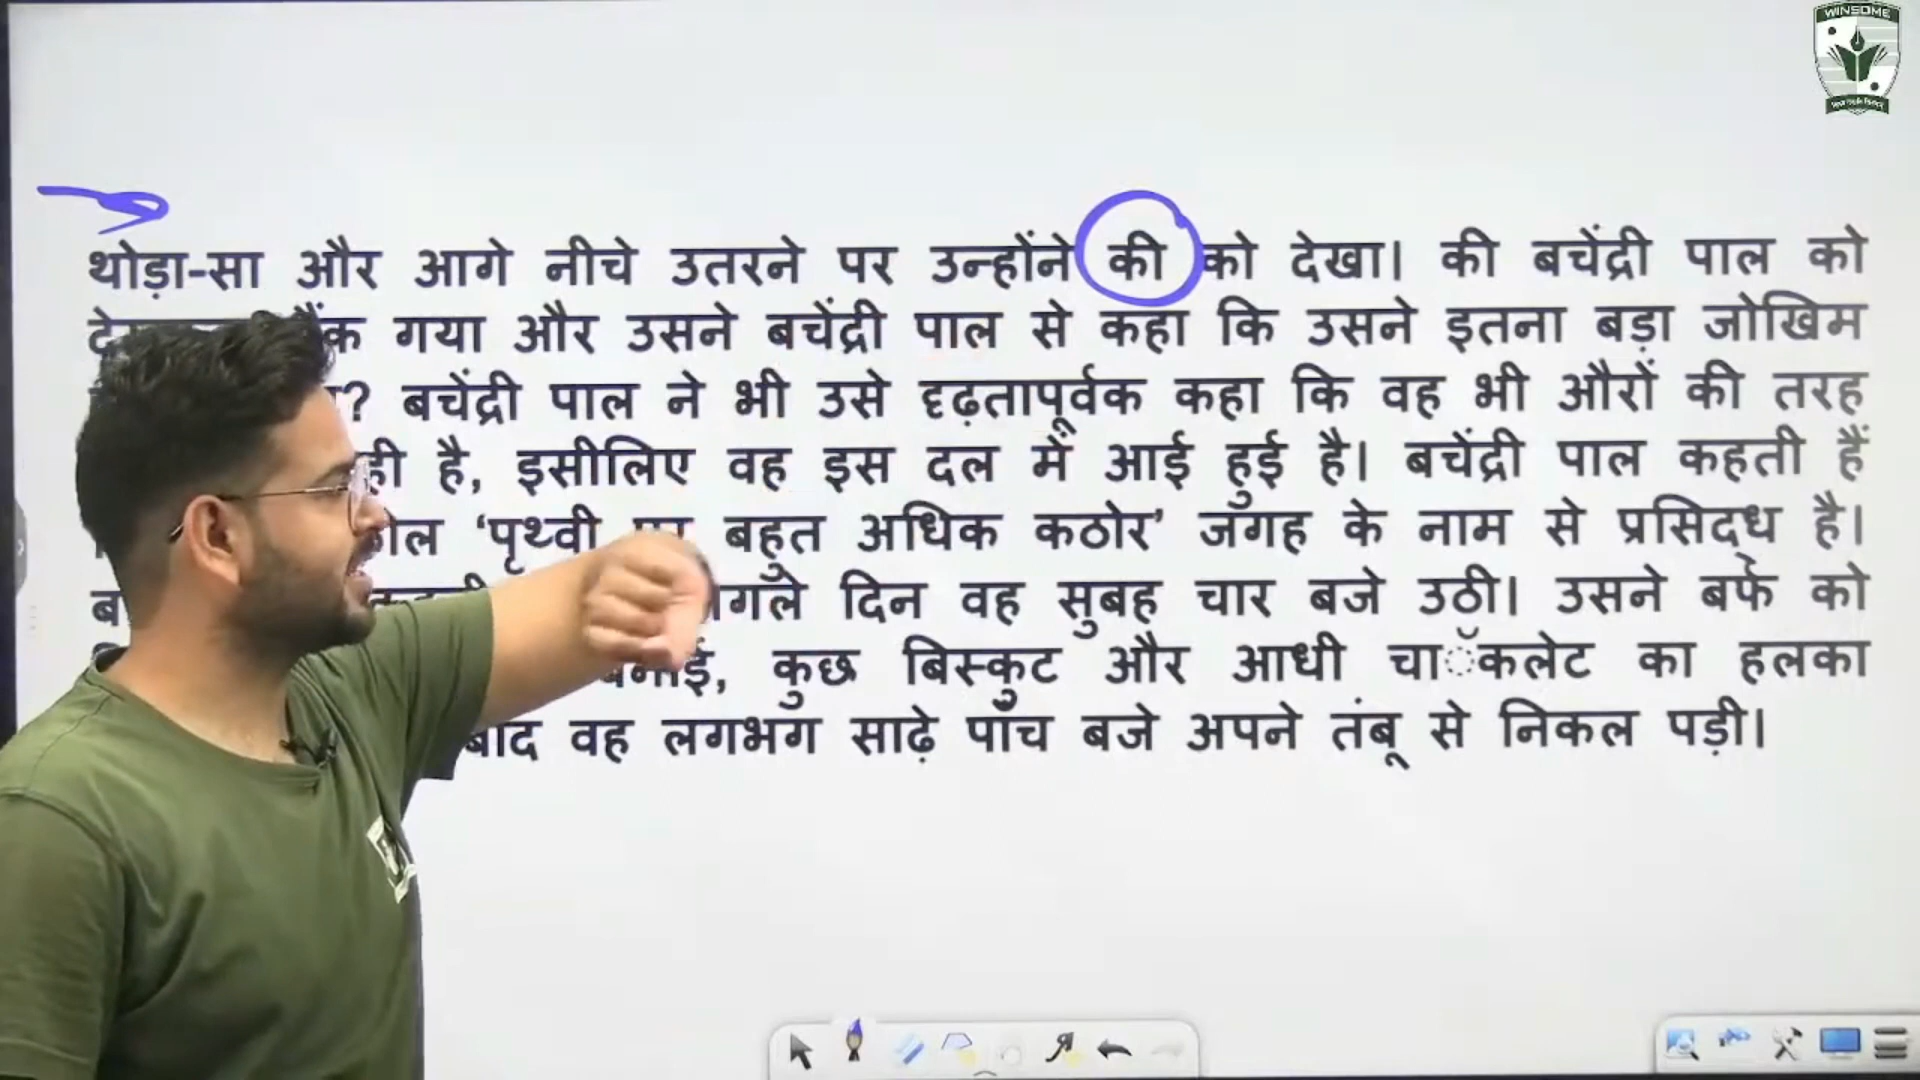 WINSOME
थोड़ा-सा और आगे नीचे उतरने पर उन्होंने की को देखा। की बचेंद्री पाल को
गया और उसने बचेंद्री पाल से कहा कि उसने इतना बड़ा जोखिम
? बचेंद्री पाल ने भी उसे दृढ़तापूर्वक कहा कि वह भी औरों की तरह
है, इसीलिए वह इस दल में आई हुई है। बचेंद्री पाल कहती हैं
‘पृथ्वी पर बहुत अधिक कठोर’ जगह के नाम से प्रसिद्ध है।
दिन वह सुबह चार बजे उठी। उसने बर्फ को
कुछ बिस्कुट और आधी चाॅकलेट का हलका
बाद वह लगभग साढ़े पाँच बजे अपने तंबू से निकल पड़ी।